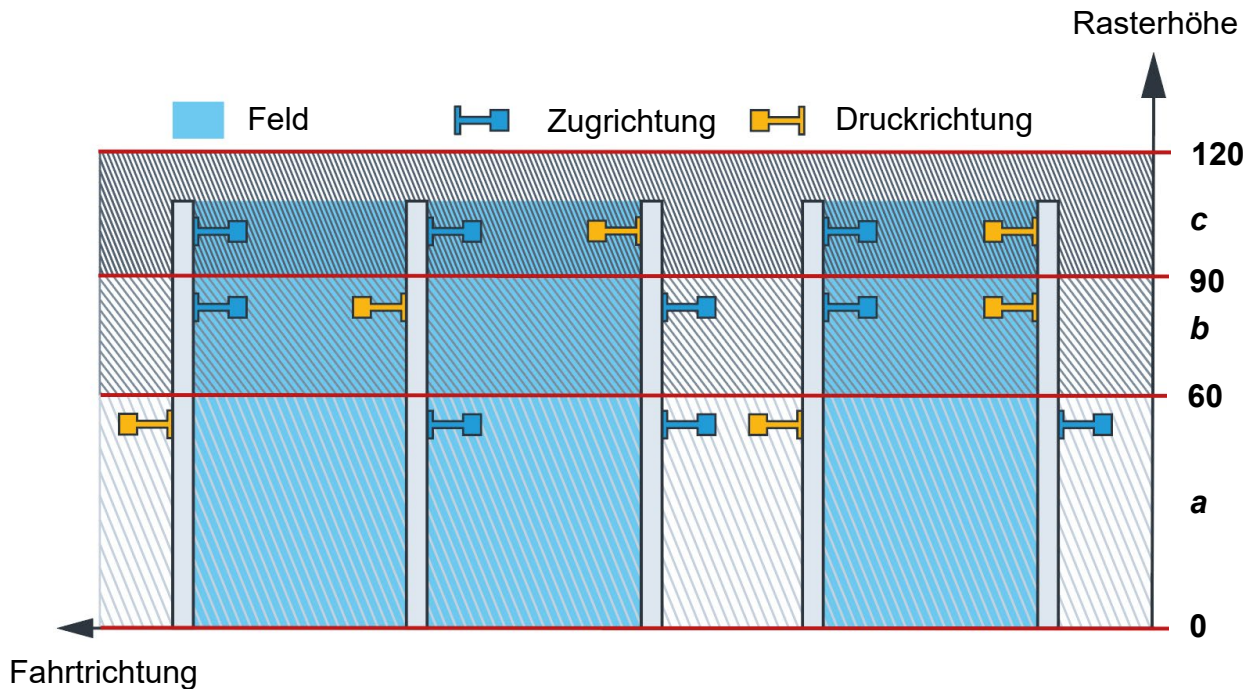 Rasterhöhe
Feld
Zugrichtung
Druckrichtung
120
c
90
b
60
a
0
Fahrtrichtung